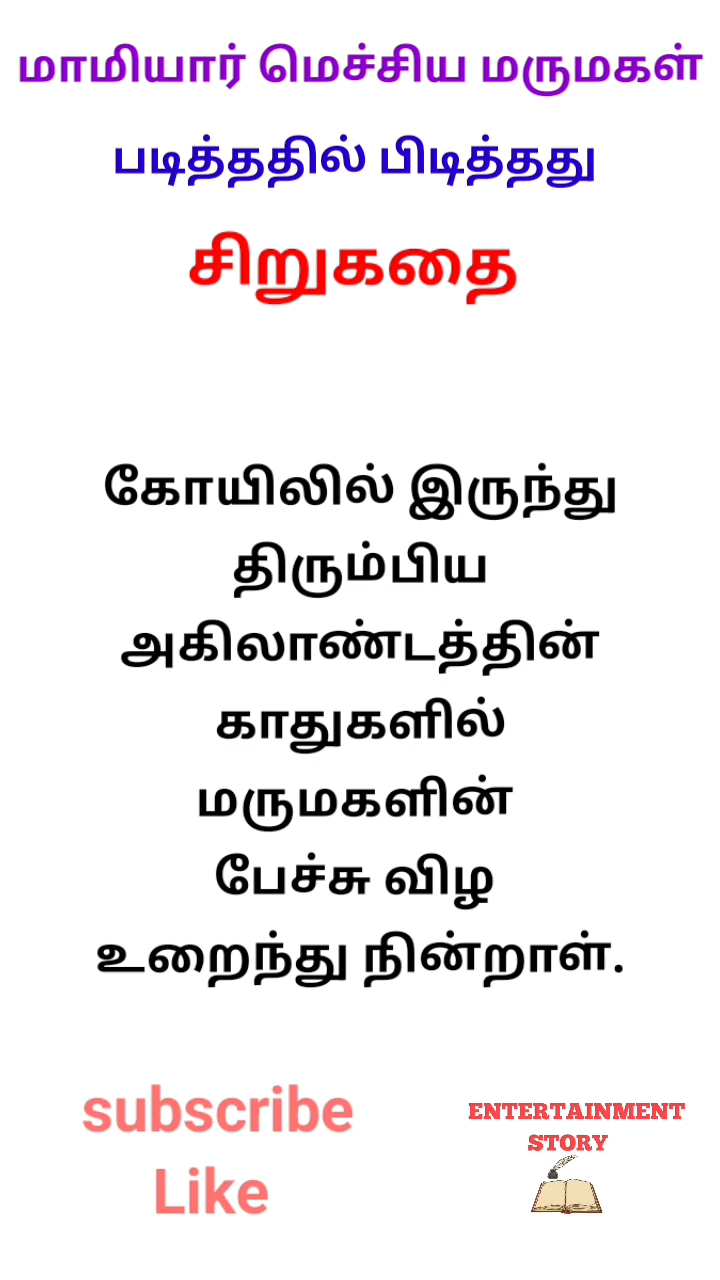 மாமியார் மெச்சிய மருமகள்
படித்ததில் பிடித்தது
சிறுகதை
கோயிலில் இருந்து
திரும்பிய
அகிலாண்டத்தின்
காதுகளில்
மருமகளின்
பேச்சு விழ
உறைந்து நின்றாள்.
subscribe
Like
ENTERTAINMENT
STORY